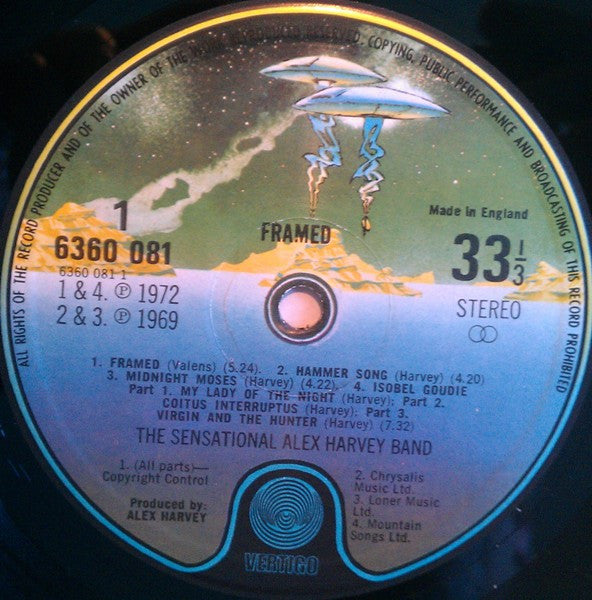 ALL RIGHTS OF THE RECORD PRODUCER AND OF THE OWNER OF THE WORK REPRODUCED RESERVED. COPYING, PUBLIC PERFORMANCE AND BROADCASTING OF THIS RECORD PROHIBITED
FRAMED
1
6360 081
6360 081 1
1 & 4. ℗ 1972
2 & 3. ℗ 1969
Made in England
33 1/3
STEREO
1. FRAMED (Valens) (5.24). 2. HAMMER SONG (Harvey) (4.20)
3. MIDNIGHT MOSES (Harvey) (4.22). 4. ISOBEL GOUDIE
Part 1. MY LADY OF THE NIGHT (Harvey); Part 2.
COITUS INTERRUPTUS (Harvey); Part 3.
VIRGIN AND THE HUNTER (Harvey) (7.32)
THE SENSATIONAL ALEX HARVEY BAND
1. (All parts)—
Copyright Control
Produced by:
ALEX HARVEY
2. Chrysalis
Music Ltd.
3. Loner Music
Ltd.
4. Mountain
Songs Ltd.
VERTIGO